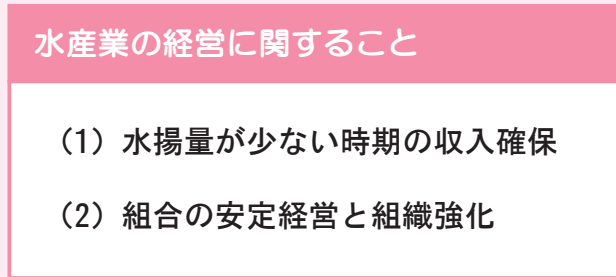 水産業の経営に関すること
（1）水揚量が少ない時期の収入確保
（2）組合の安定経営と組織強化